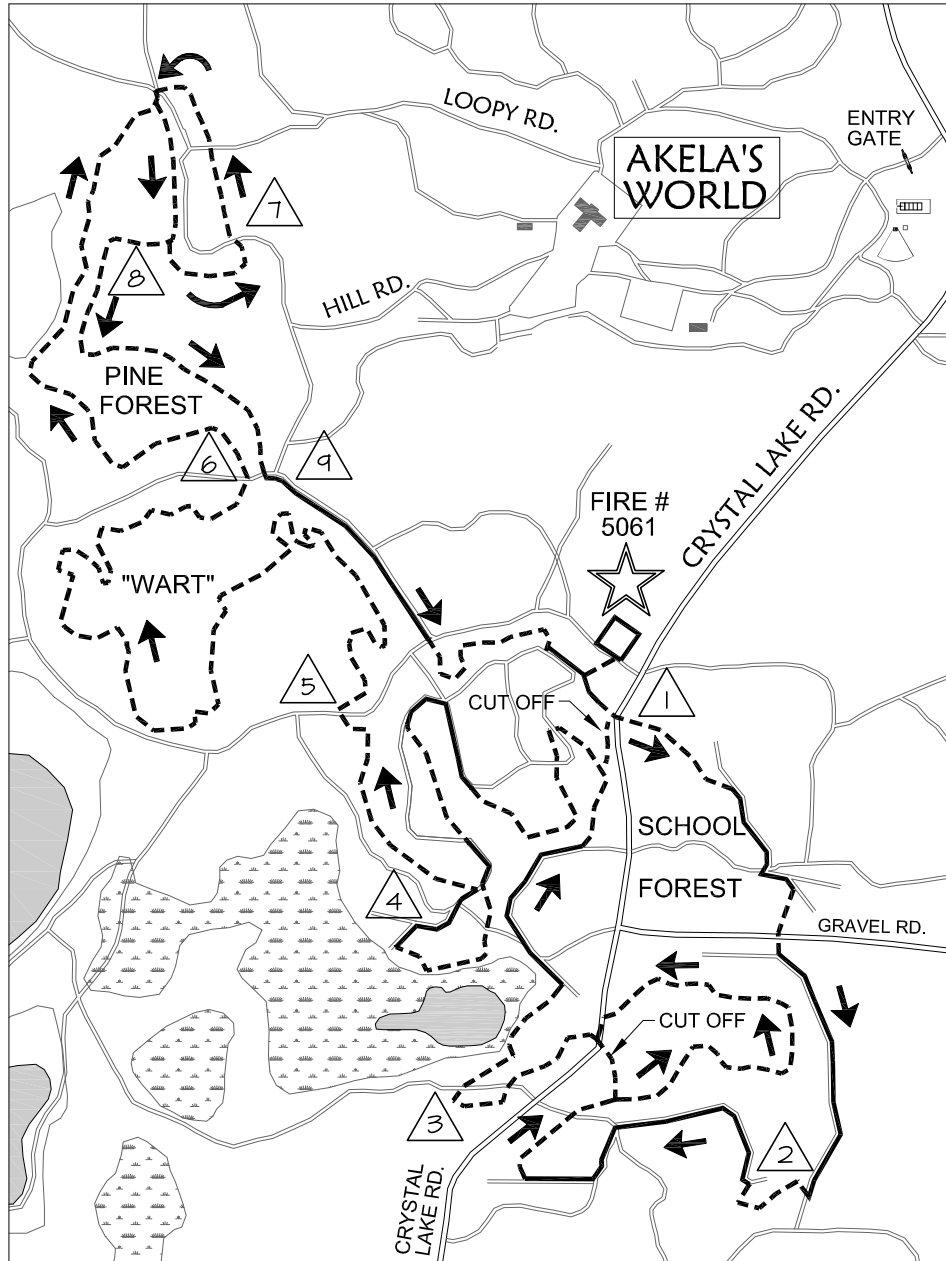 LOOPY RD.
ENTRY
GATE
AKELA'S
WORLD
7
8
HILL RD.
PINE
FOREST
6
9
CRYSTAL LAKE RD.
FIRE #
5061
"WART"
5
CUT OFF
1
SCHOOL
FOREST
4
GRAVEL RD.
CUT OFF
3
2
CRYSTAL
LAKE RD.